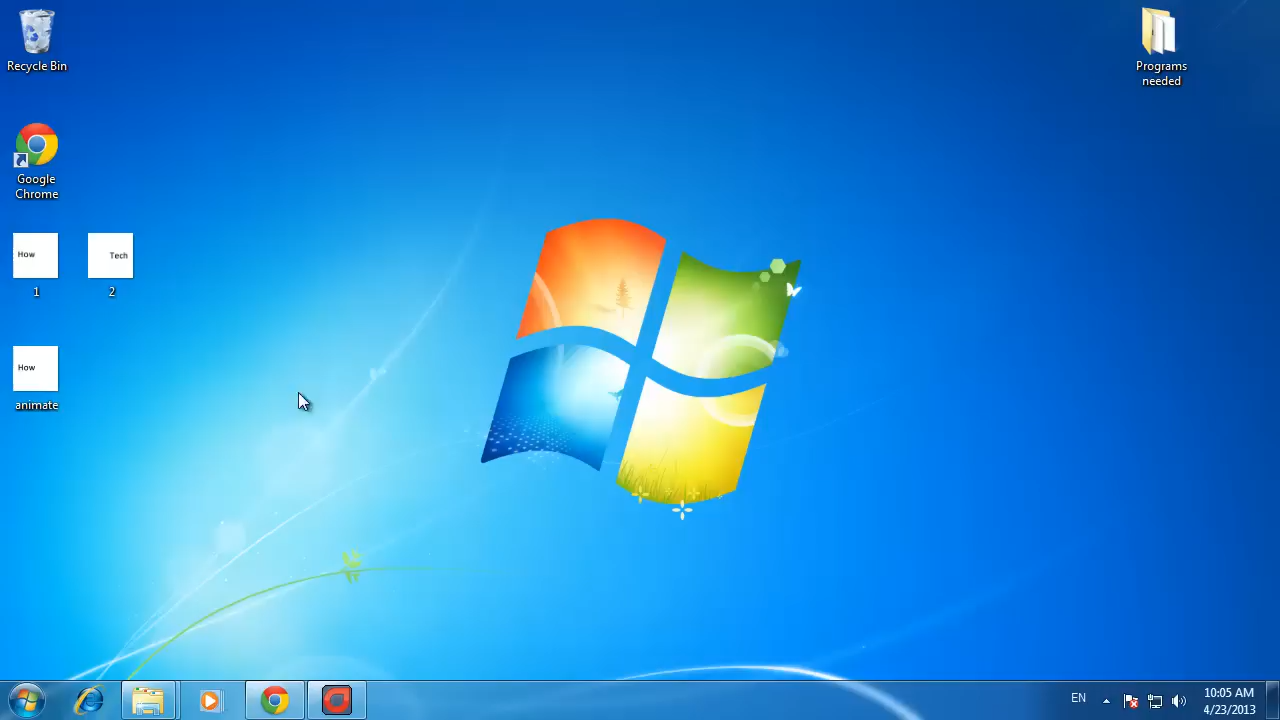 Recycle Bin
Programs
needed
Google
Chrome
How
1
Tech
2
How
animate
EN
10:05 AM
4/23/2013